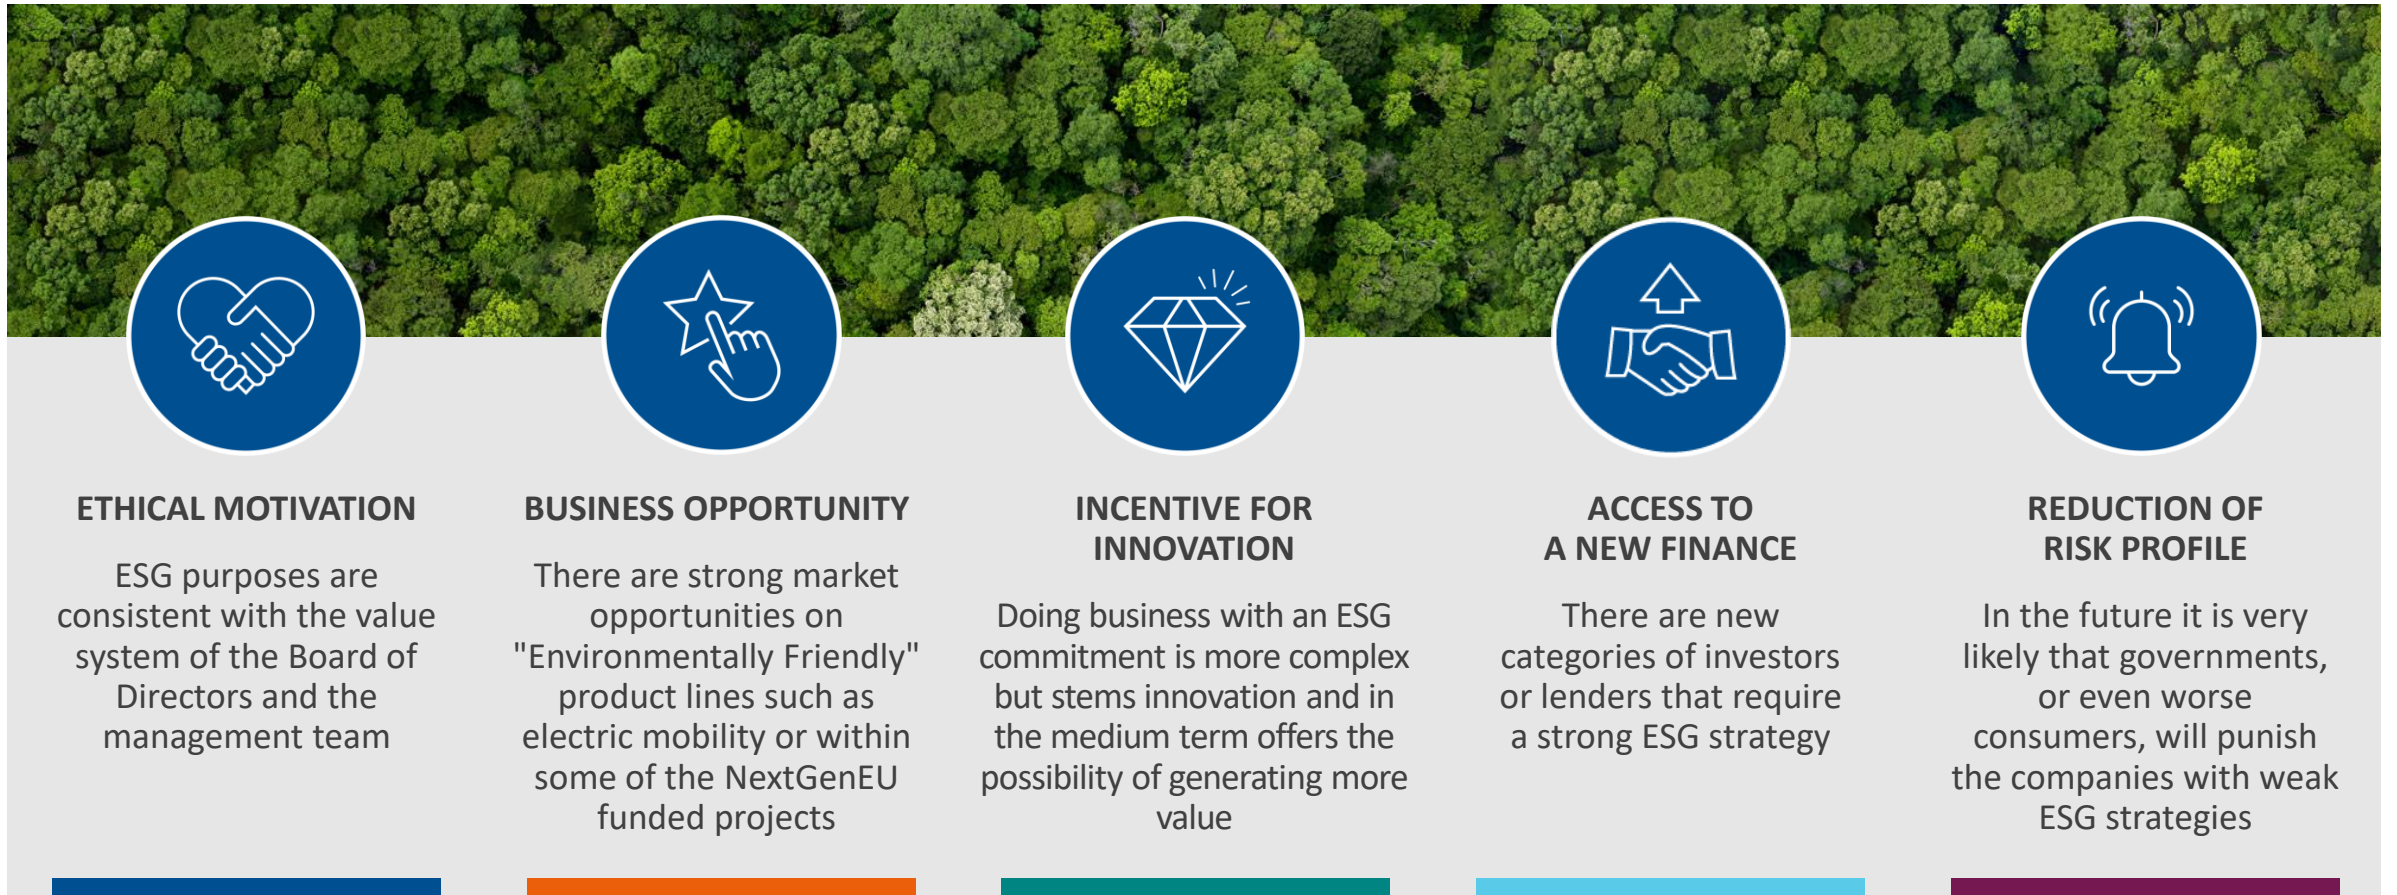 ETHICAL MOTIVATION
ESG purposes are
consistent with the value
system of the Board of
Directors and the
management team
BUSINESS OPPORTUNITY
There are strong market
opportunities on
"Environmentally Friendly"
product lines such as
electric mobility or within
some of the NextGenEU
funded projects
INCENTIVE FOR
INNOVATION
Doing business with an ESG
commitment is more complex
but stems innovation and in
the medium term offers the
possibility of generating more
value
ACCESS TO
A NEW FINANCE
There are new
categories of investors
or lenders that require
a strong ESG strategy
REDUCTION OF
RISK PROFILE
In the future it is very
likely that governments,
or even worse
consumers, will punish
the companies with weak
ESG strategies